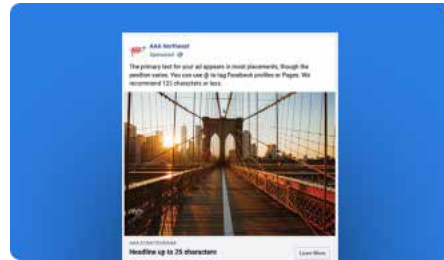 AAA Northeast
Sponsored
The primary text for your ad appears in most placements, though the
position varies. You can use @ to tag Facebook profiles or Pages. We
recommend 125 characters or less.
Headline up to 25 characters
Learn More